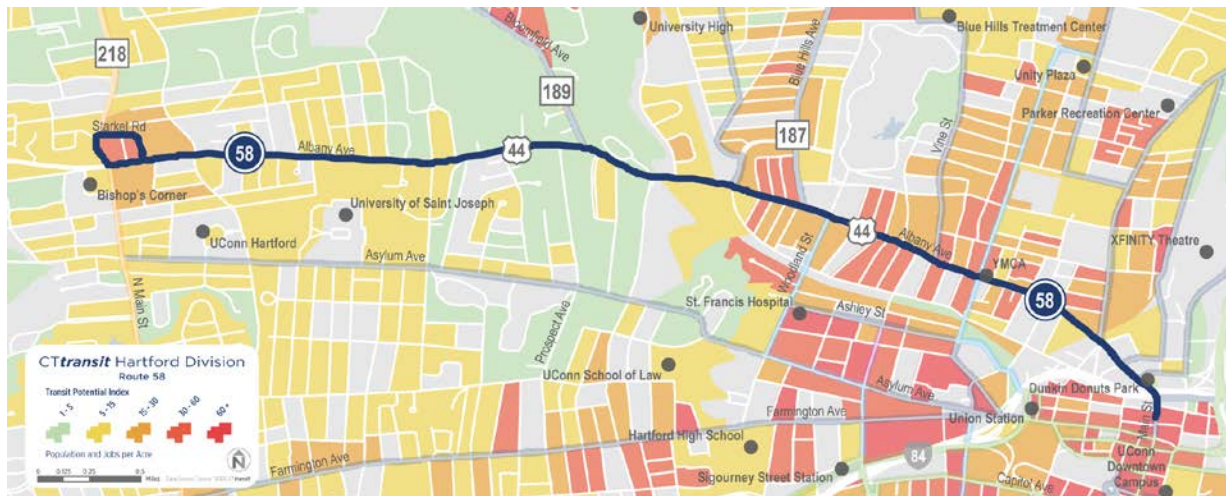 218
Bloomfield Ave
University High
Blue Hills Ave
Blue Hills Treatment Center
Unity Plaza
189
Parker Recreation Center
Starkel Rd
187
Vine St
58
Albany Ave
44
Bishop's Corner
University of Saint Joseph
UConn Hartford
44
Albany Ave
XFINITY Theatre
Asylum Ave
Woodland St
YMCA
N Main St
St. Francis Hospital
58
Ashley St
Prospect Ave
CTtransit Hartford Division
Route 58
Transit Potential Index
1 - 5
5 - 15
15 - 30
30 - 60
60 +
Population and Jobs per Acre
0 0.125 0.25 0.5
Miles
N
UConn School of Law
Asylum Ave
Dunkin Donuts Park
Union Station
Main St
Farmington Ave
Hartford High School
84
UConn
Downtown
Campus
Farmington Ave
Sigourney Street Station
Capitol Ave